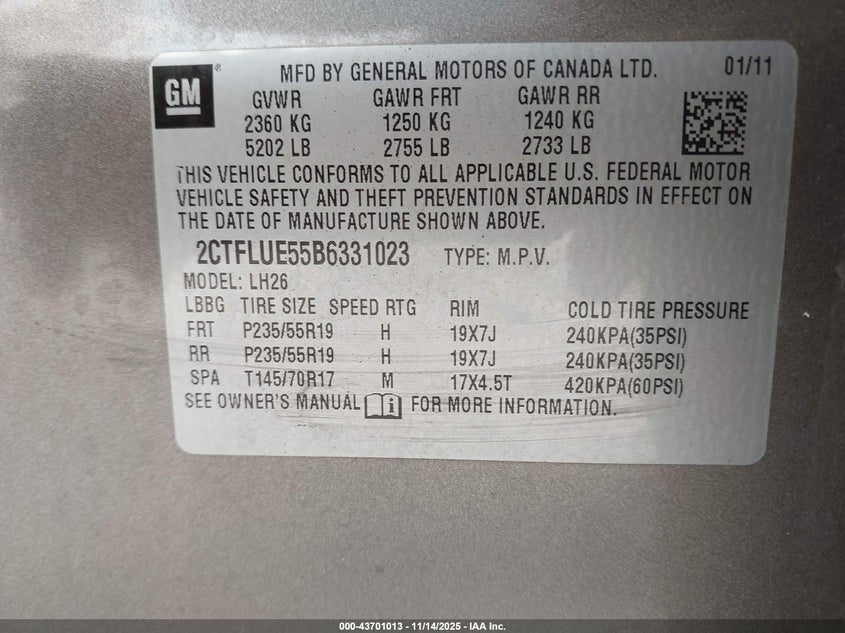 GM ®
MFD BY GENERAL MOTORS OF CANADA LTD. 01/11
GVWR GAWR FRT GAWR RR
2360 KG 1250 KG 1240 KG
5202 LB 2755 LB 2733 LB
THIS VEHICLE CONFORMS TO ALL APPLICABLE U.S. FEDERAL MOTOR
VEHICLE SAFETY AND THEFT PREVENTION STANDARDS IN EFFECT ON
THE DATE OF MANUFACTURE SHOWN ABOVE.
2CTFLUE55B6331023 TYPE: M.P.V.
MODEL: LH26
LBBG TIRE SIZE SPEED RTG RIM COLD TIRE PRESSURE
FRT P235/55R19 H 19X7J 240KPA(35PSI)
RR P235/55R19 H 19X7J 240KPA(35PSI)
SPA T145/70R17 M 17X4.5T 420KPA(60PSI)
SEE OWNER'S MANUAL i FOR MORE INFORMATION.
000-43701013 - 11/14/2025 - IAA Inc.